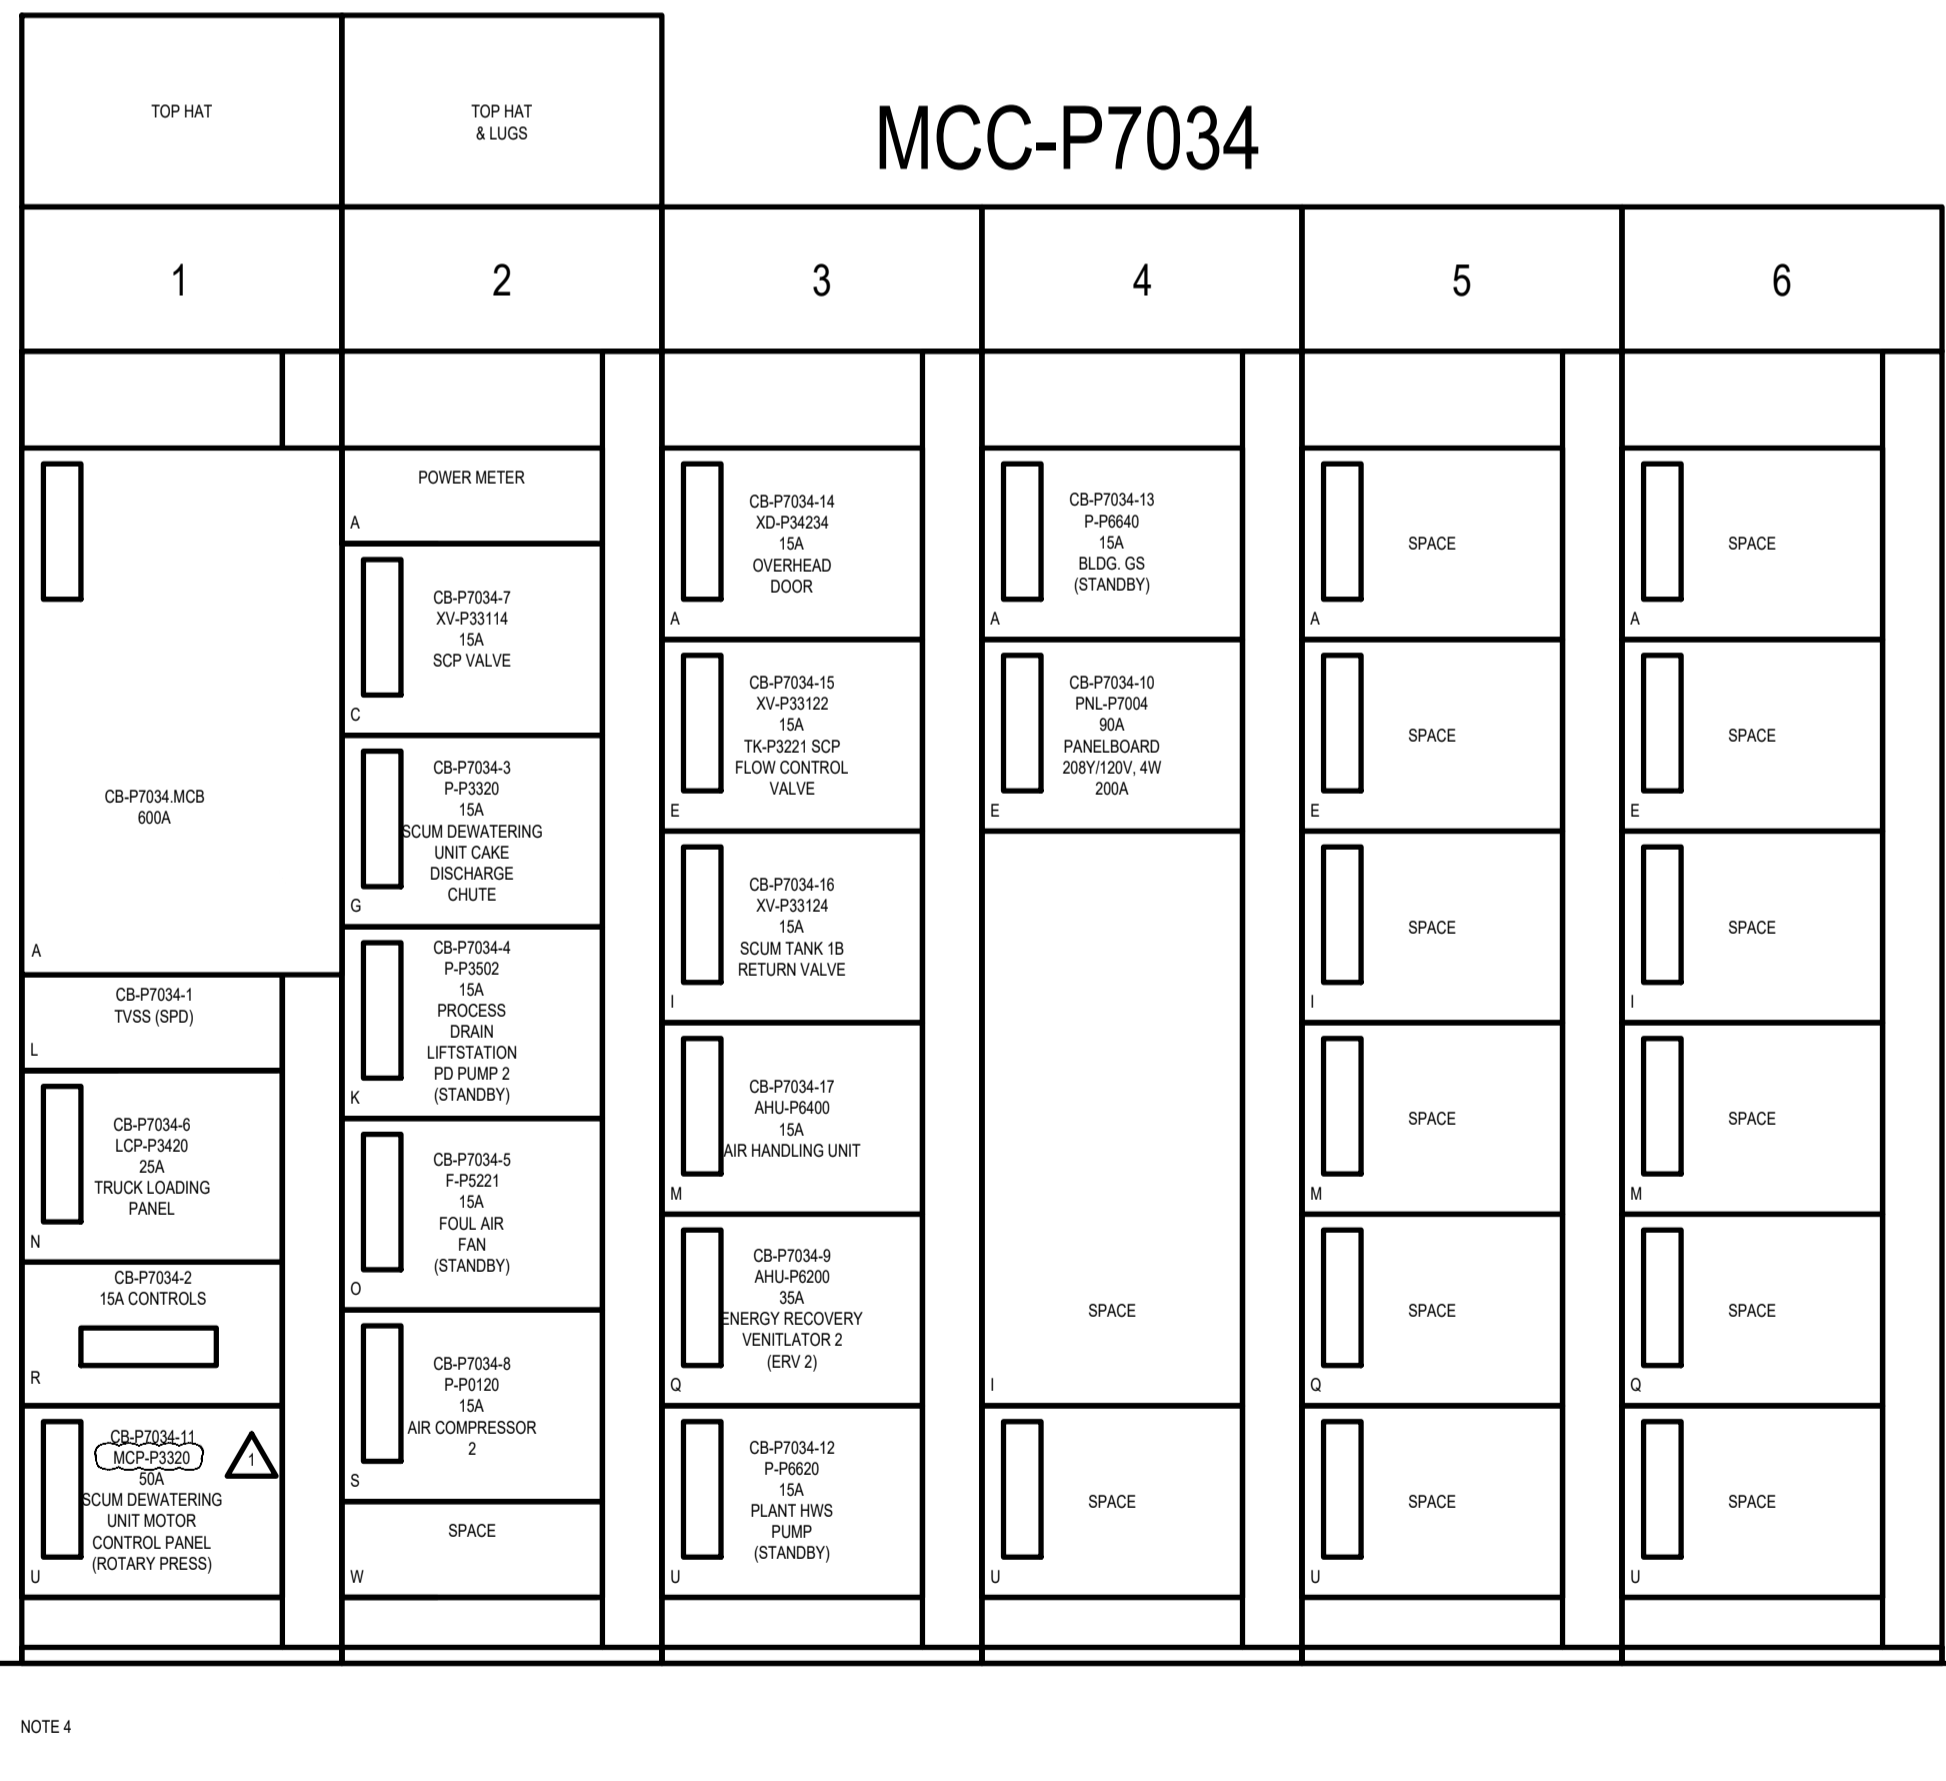 TOP HAT
TOP HAT
& LUGS
MCC-P7034
1
2
3
4
5
6
CB-P7034.MCB
600A
A
CB-P7034-1
TVSS (SPD)
L
CB-P7034-6
LCP-P3420
25A
TRUCK LOADING
PANEL
N
CB-P7034-2
15A CONTROLS
R
CB-P7034-11
MCP-P3320
1
50A
SCUM DEWATERING
UNIT MOTOR
CONTROL PANEL
(ROTARY PRESS)
U
POWER METER
A
CB-P7034-7
XV-P33114
15A
SCP VALVE
C
CB-P7034-3
P-P3320
15A
SCUM DEWATERING
UNIT CAKE
DISCHARGE
CHUTE
G
CB-P7034-4
P-P3502
15A
PROCESS
DRAIN
LIFTSTATION
PD PUMP 2
(STANDBY)
K
CB-P7034-5
F-P5221
15A
FOUL AIR
FAN
(STANDBY)
O
CB-P7034-8
P-P0120
15A
AIR COMPRESSOR
2
S
SPACE
W
CB-P7034-14
XD-P34234
15A
OVERHEAD
DOOR
A
CB-P7034-15
XV-P33122
15A
TK-P3221 SCP
FLOW CONTROL
VALVE
E
CB-P7034-16
XV-P33124
15A
SCUM TANK 1B
RETURN VALVE
I
CB-P7034-17
AHU-P6400
15A
AIR HANDLING UNIT
M
CB-P7034-9
AHU-P6200
35A
ENERGY RECOVERY
VENITLATOR 2
(ERV 2)
Q
CB-P7034-12
P-P6620
15A
PLANT HWS
PUMP
(STANDBY)
U
CB-P7034-13
P-P6640
15A
BLDG. GS
(STANDBY)
A
CB-P7034-10
PNL-P7004
90A
PANELBOARD
208Y/120V, 4W
200A
E
SPACE
I
SPACE
U
SPACE
A
SPACE
E
SPACE
I
SPACE
M
SPACE
Q
SPACE
U
SPACE
A
SPACE
E
SPACE
I
SPACE
M
SPACE
Q
SPACE
U
NOTE 4